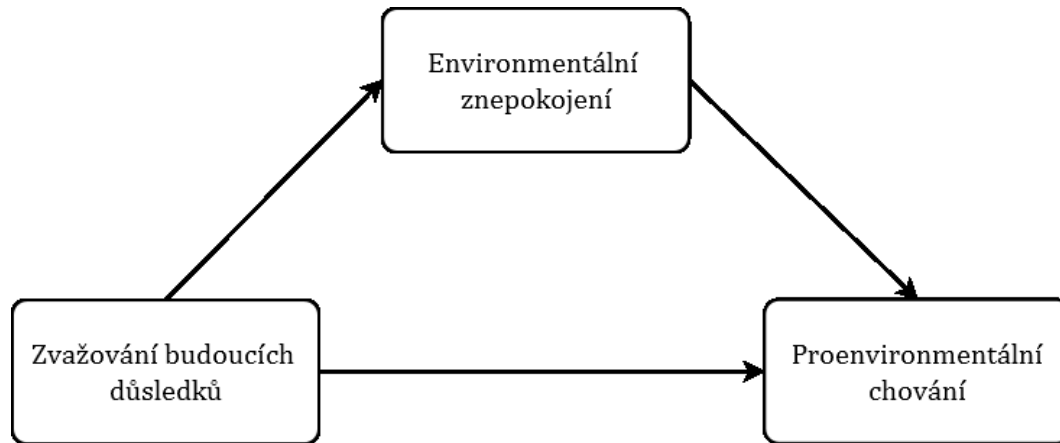 Environmentální
znepokojení
Zvažování budoucích
důsledků
Proenvironmentální
chování